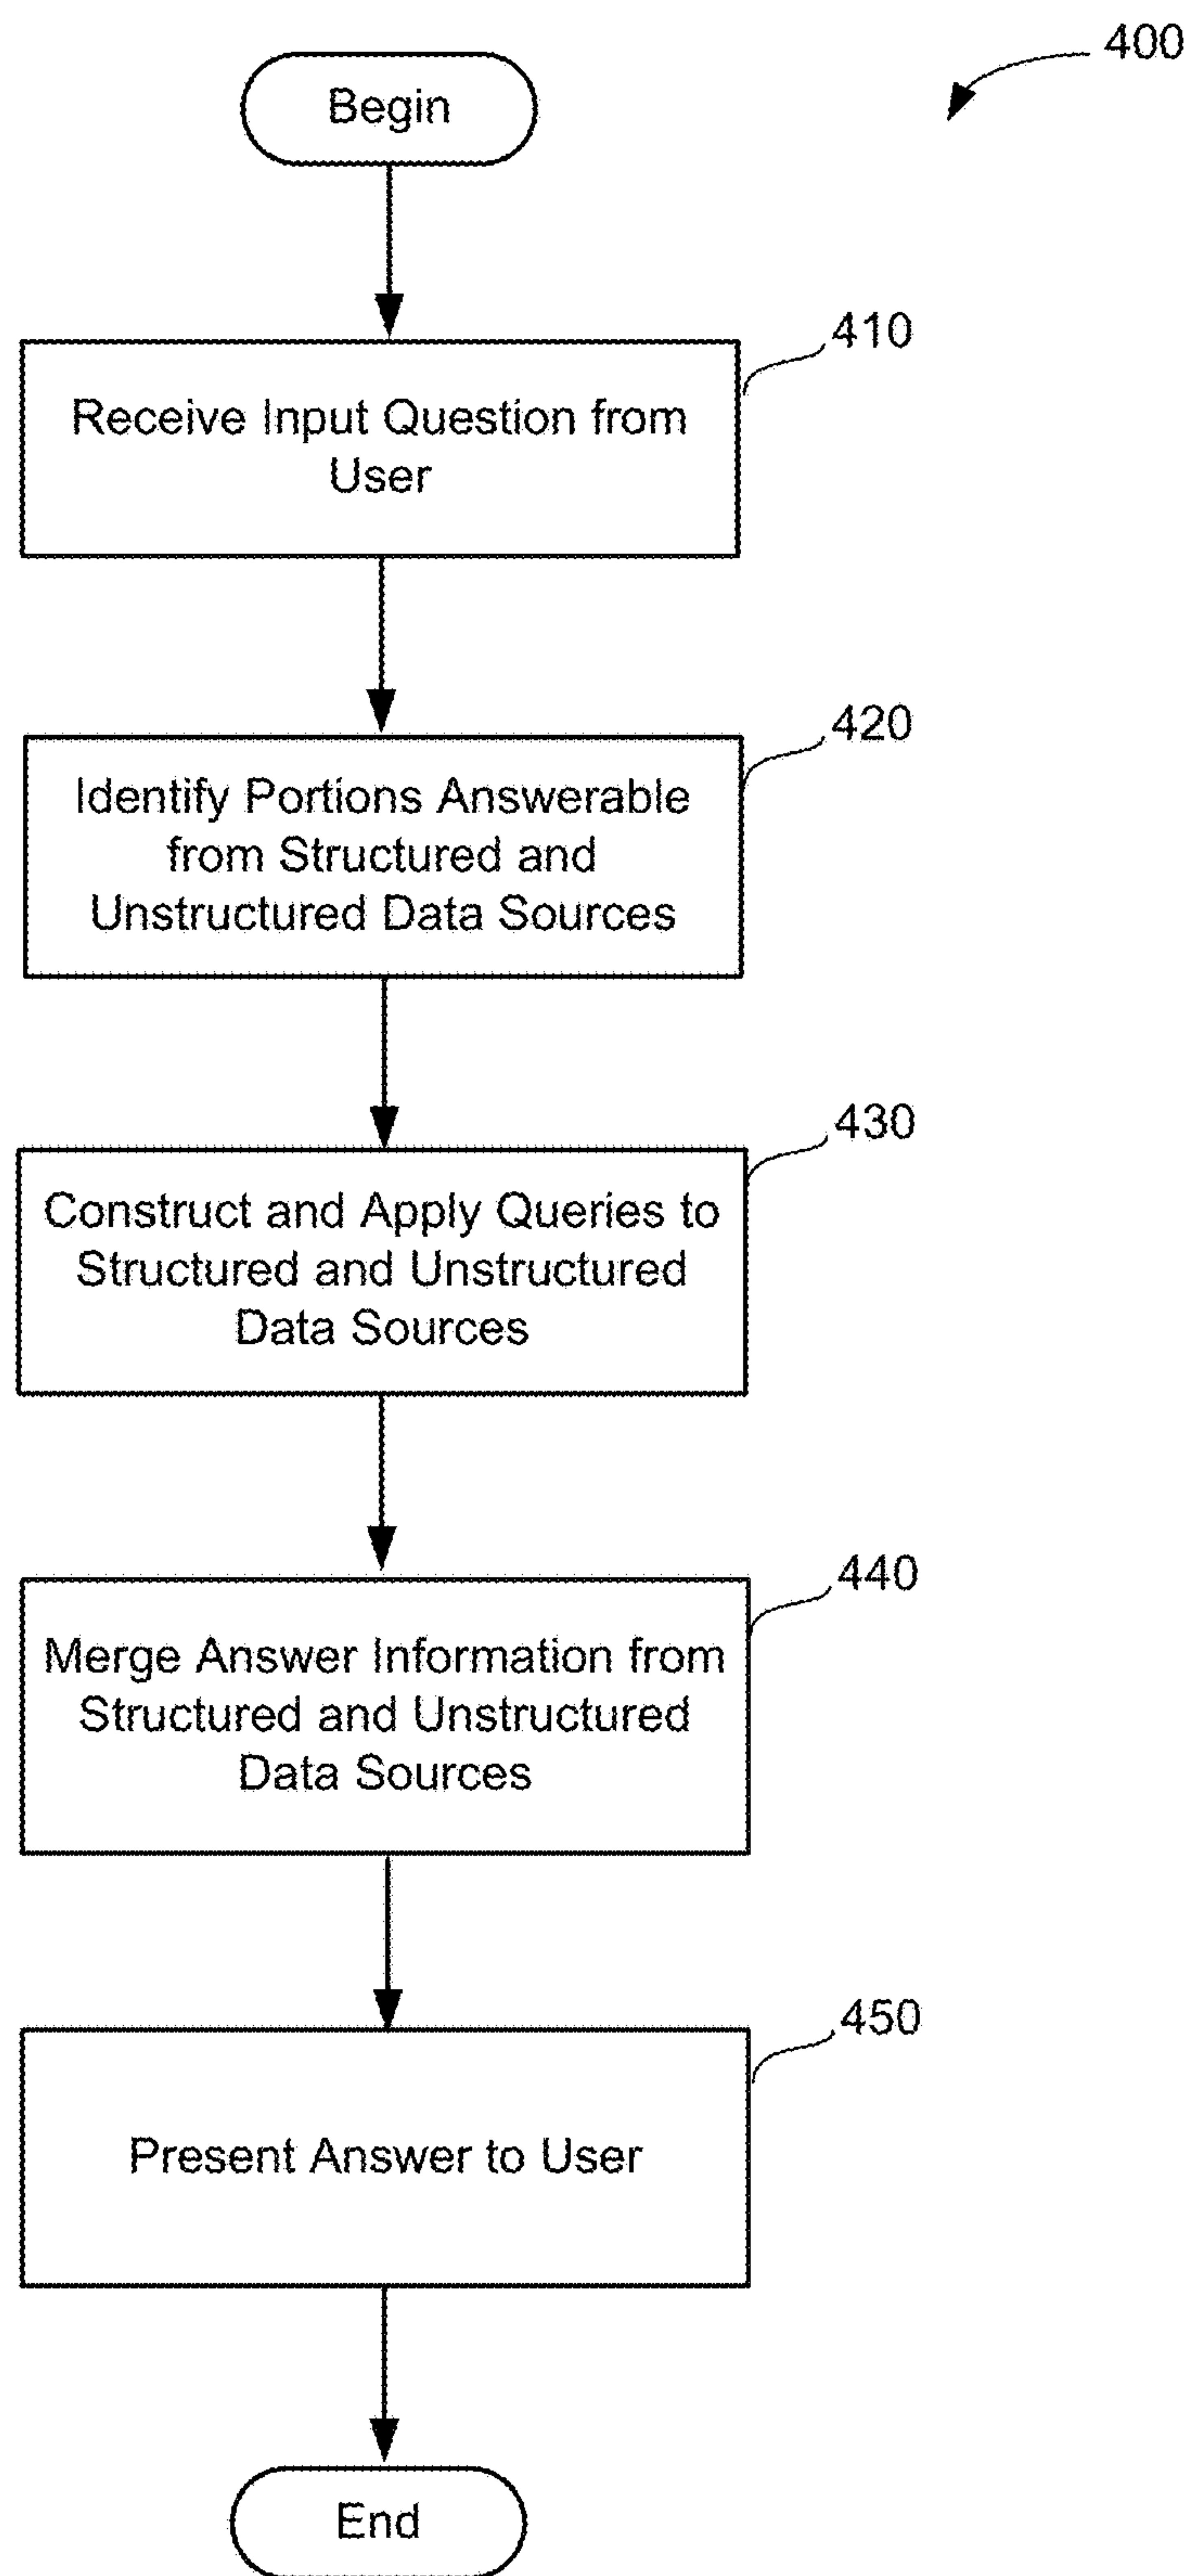 400
Begin
410
Receive Input Question from
User
420
Identify Portions Answerable
from Structured and
Unstructured Data Sources
430
Construct and Apply Queries to
Structured and Unstructured
Data Sources
440
Merge Answer Information from
Structured and Unstructured
Data Sources
450
Present Answer to User
End